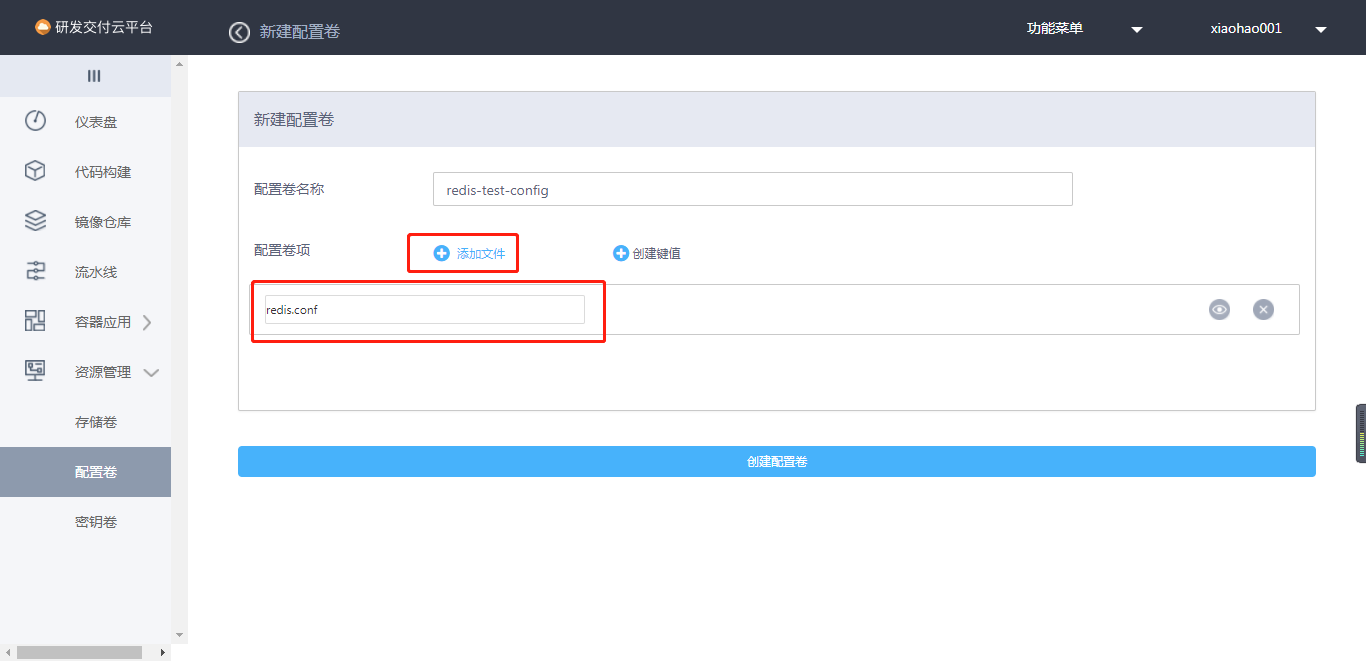 研发交付云平台
新建配置卷
功能菜单
xiaohao001
仪表盘
代码构建
镜像仓库
流水线
容器应用
资源管理
存储卷
配置卷
密钥卷
新建配置卷
配置卷名称
redis-test-config
配置卷项
添加文件
创建键值
redis.conf
创建配置卷